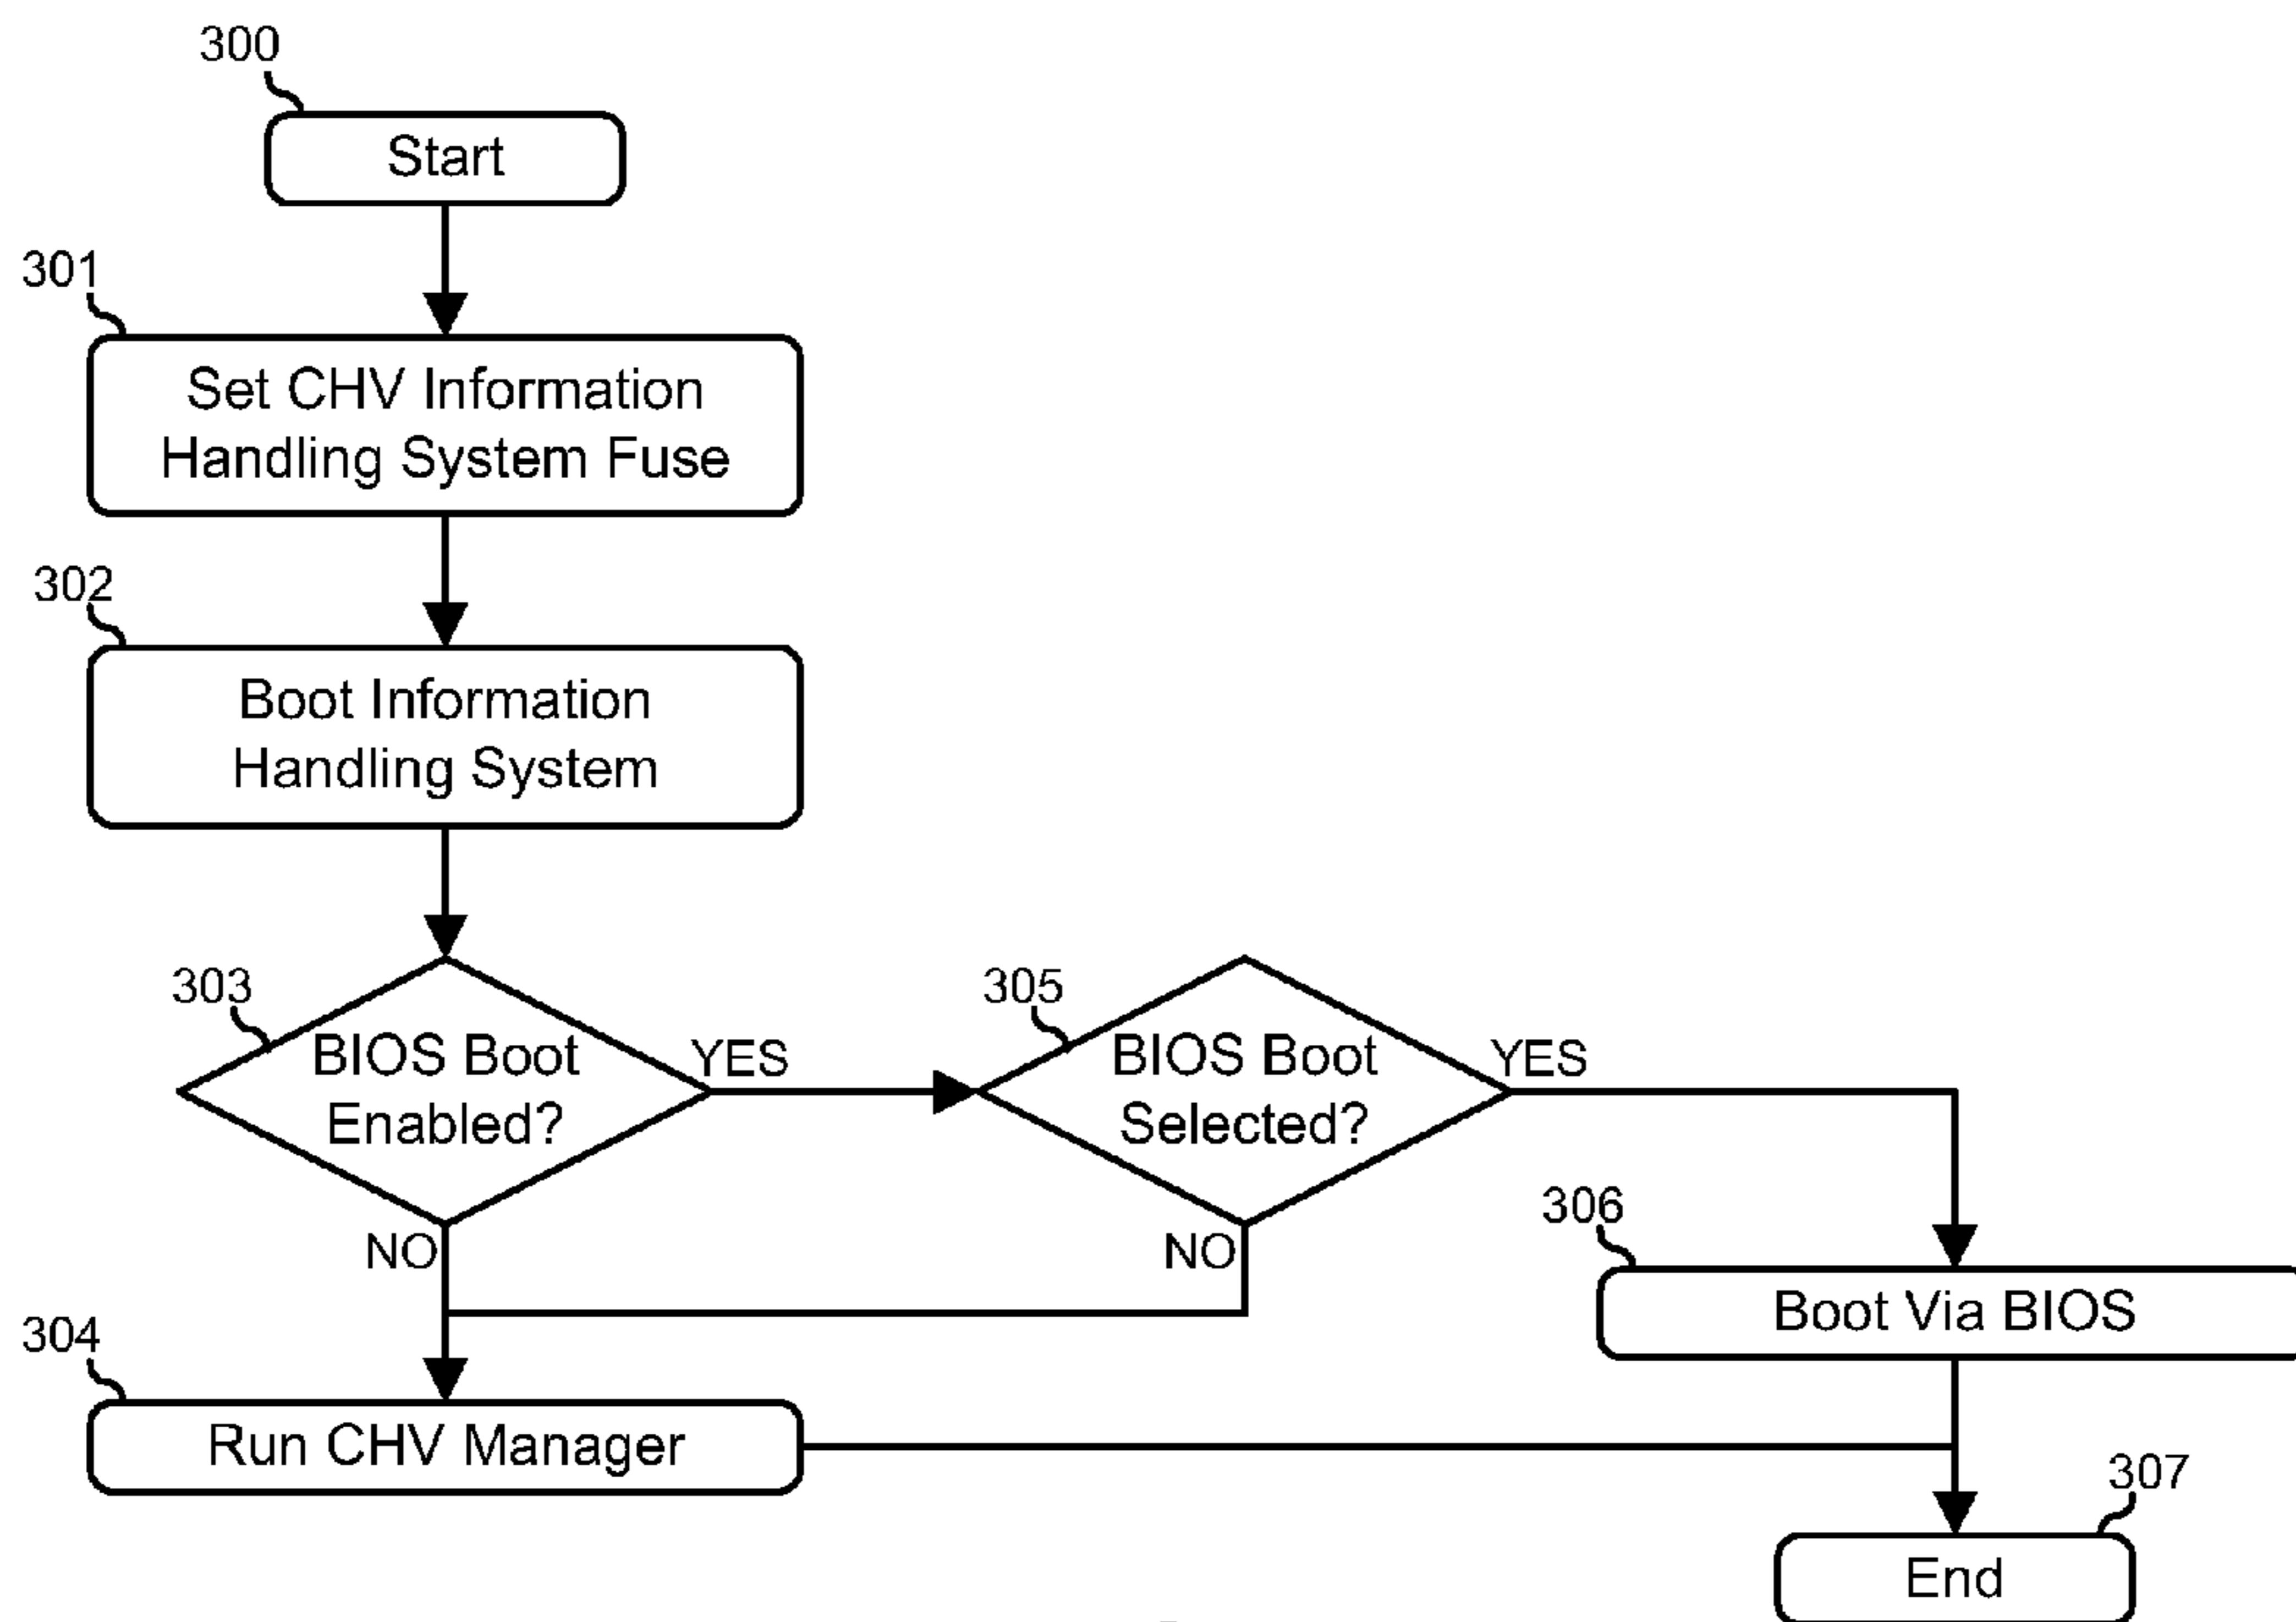 300
Start
301
Set CHV Information
Handling System Fuse
302
Boot Information
Handling System
303
BIOS Boot
Enabled?
YES
NO
305
BIOS Boot
Selected?
YES
NO
306
Boot Via BIOS
304
Run CHV Manager
307
End